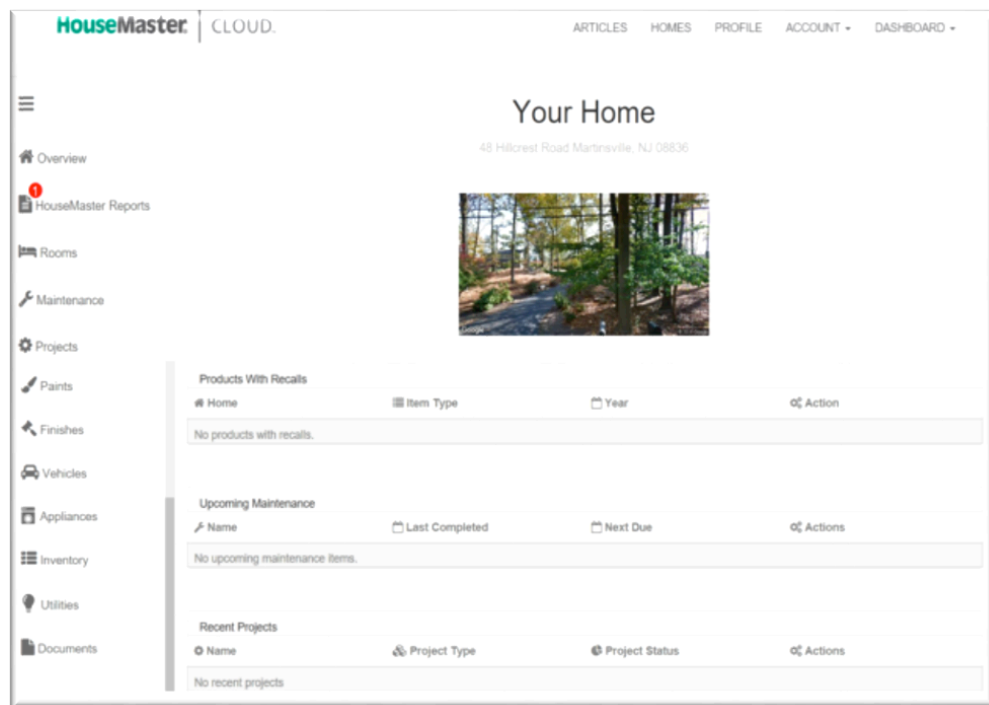 HouseMaster. CLOUD.
ARTICLES HOMES PROFILE ACCOUNT DASHBOARD
Your Home
48 Hillcrest Road Martinsville, NJ 08836
Overview
1
HouseMaster Reports
Rooms
Maintenance
Projects
Paints
Finishes
Vehicles
Appliances
Inventory
Utilities
Documents
Google
Products With Recalls
Home Item Type Year Action
No products with recalls.
Upcoming Maintenance
Name Last Completed Next Due Actions
No upcoming maintenance items.
Recent Projects
Name Project Type Project Status Actions
No recent projects